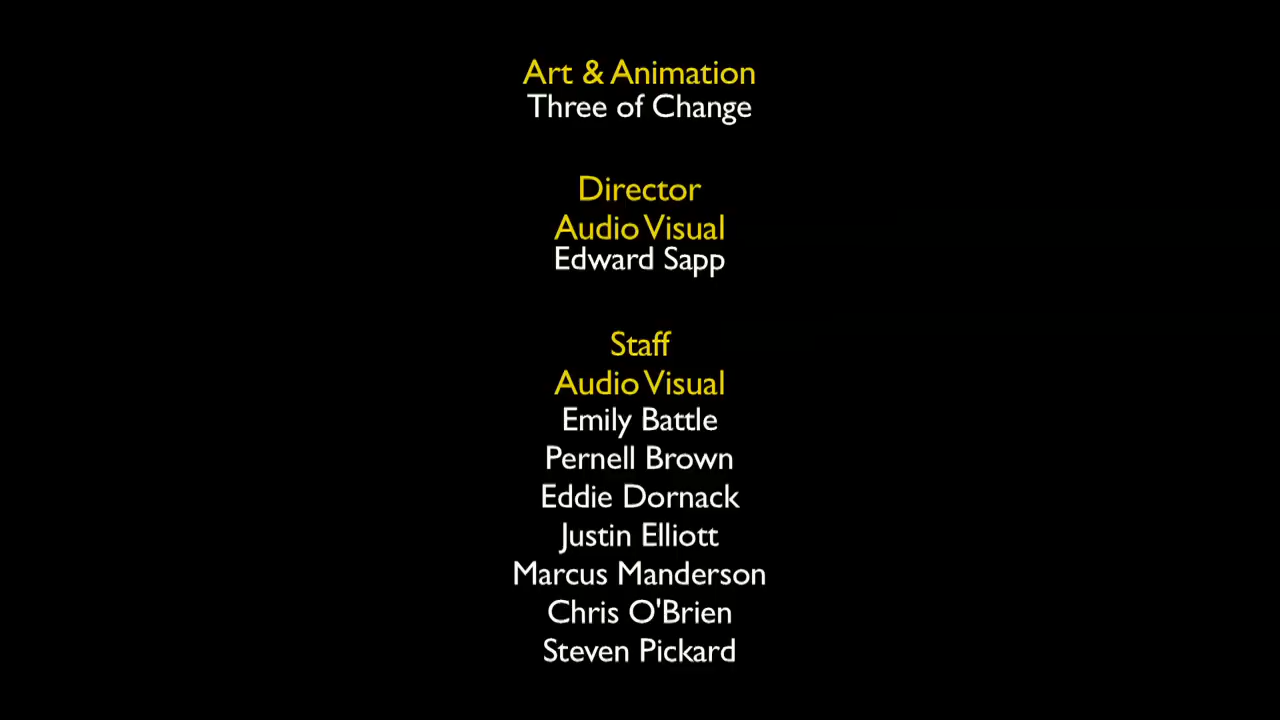 Art & Animation
Three of Change
Director
Audio Visual
Edward Sapp
Staff
Audio Visual
Emily Battle
Pernell Brown
Eddie Dornack
Justin Elliott
Marcus Manderson
Chris O'Brien
Steven Pickard